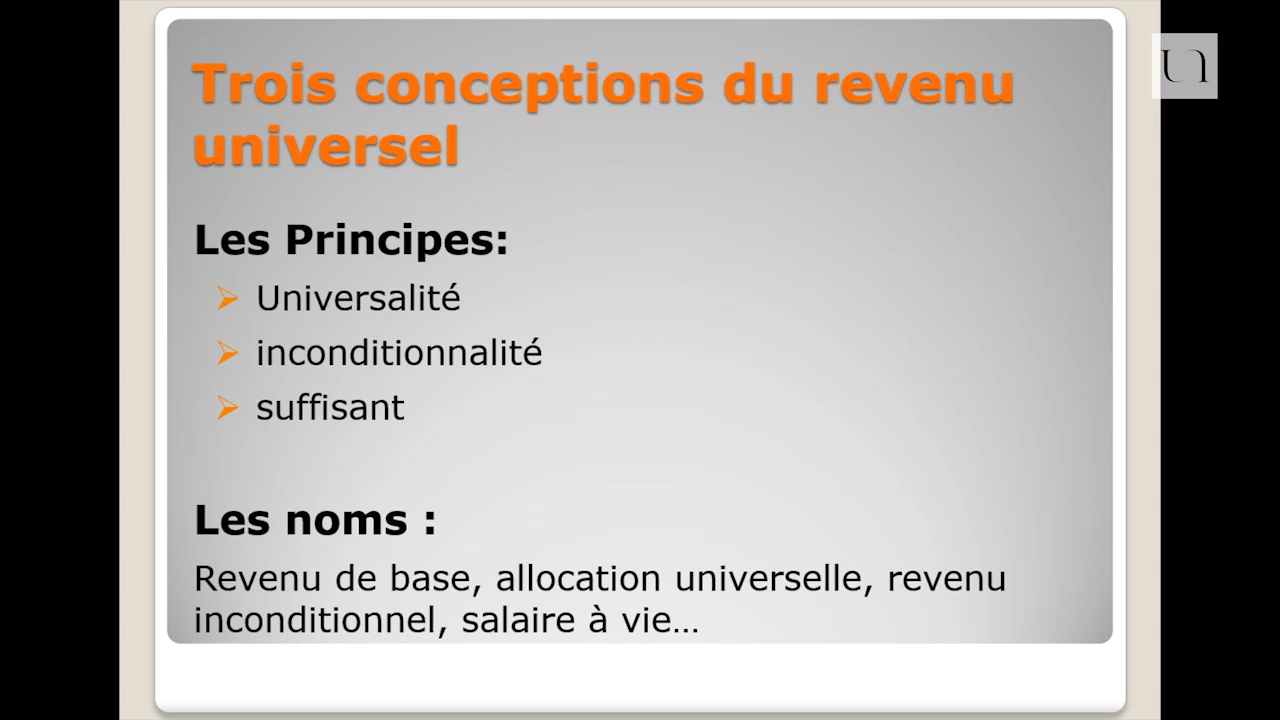 Trois conceptions du revenu
universel
Les Principes:
Universalité
inconditionnalité
suffisant
Les noms :
Revenu de base, allocation universelle, revenu
inconditionnel, salaire à vie…